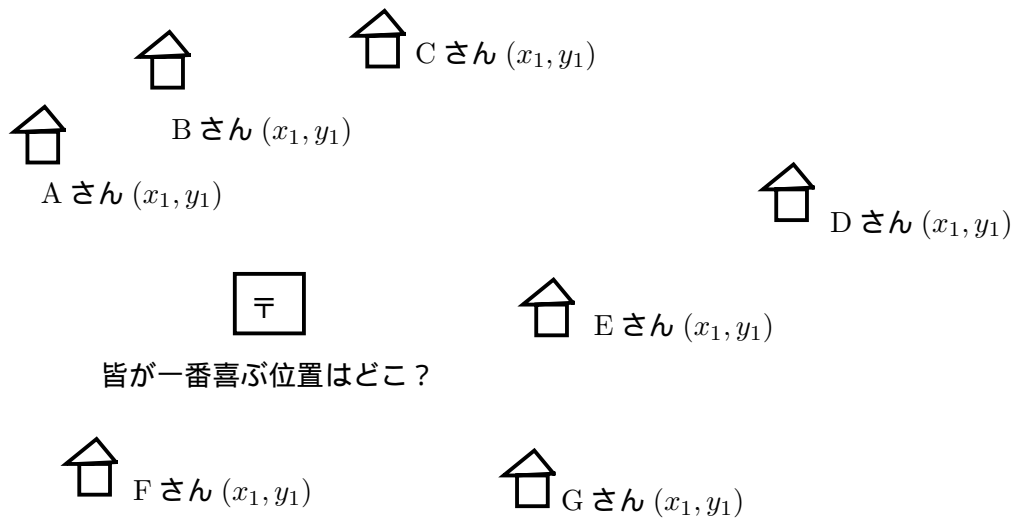 C さん (x₁, y₁)
B さん (x₁, y₁)
A さん (x₁, y₁)
D さん (x₁, y₁)
〒
E さん (x₁, y₁)
皆が一番喜ぶ位置はどこ？
F さん (x₁, y₁)
G さん (x₁, y₁)